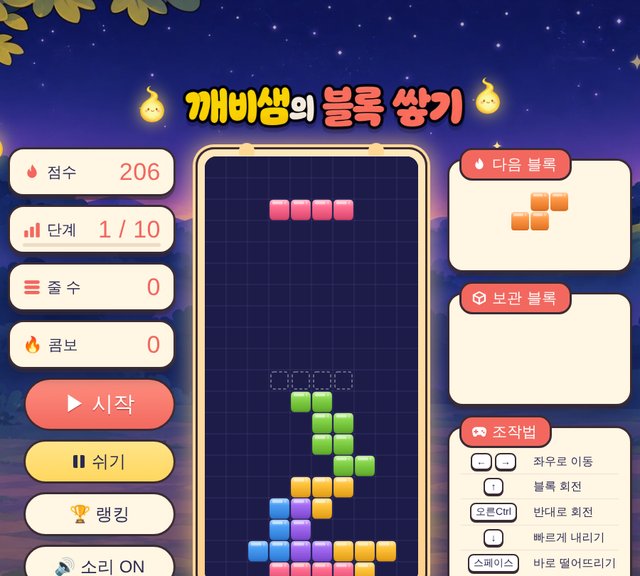 깨비샘의 블록 쌓기
점수 206
단계 1 / 10
줄 수 0
콤보 0
시작
쉬기
랭킹
소리 ON
다음 블록
보관 블록
조작법
← → 좌우로 이동
↑ 블록 회전
오른Ctrl 반대로 회전
↓ 빠르게 내리기
스페이스 바로 떨어뜨리기